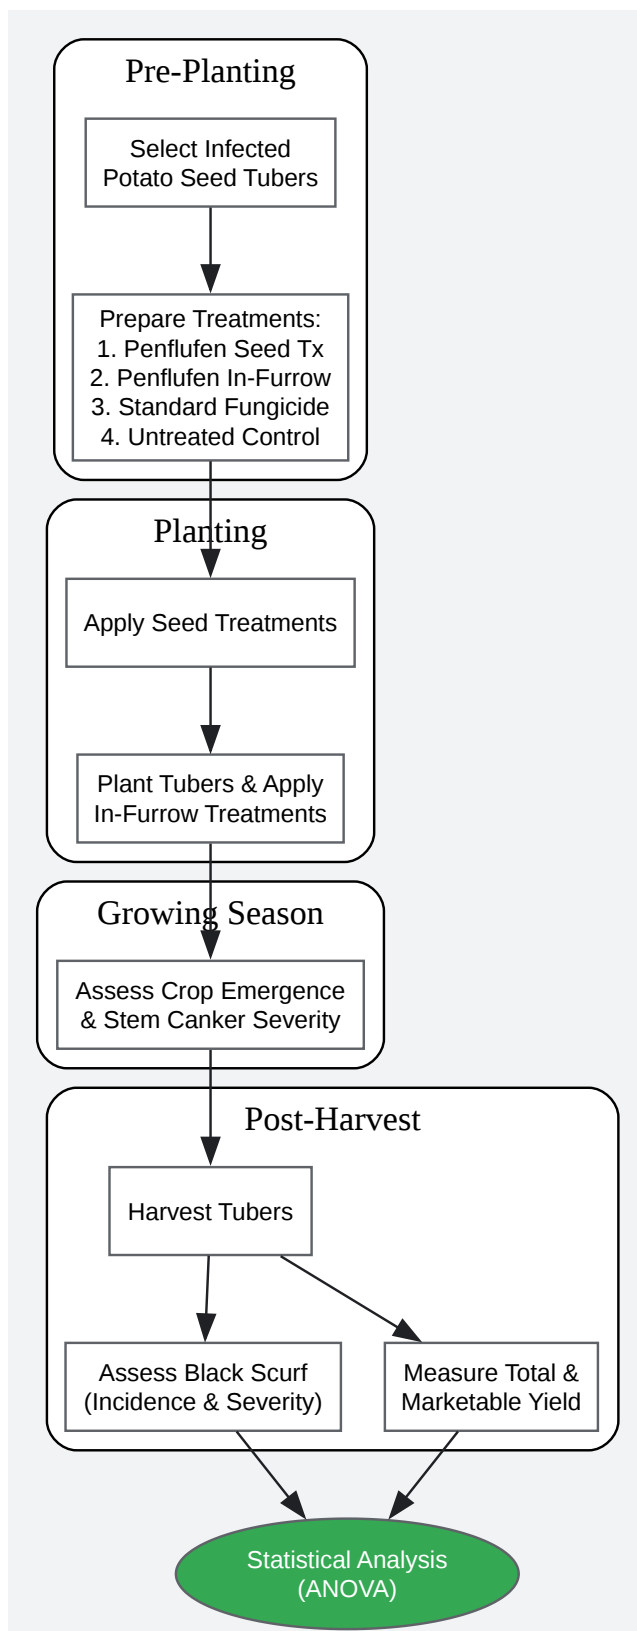 Pre-Planting
Select Infected
Potato Seed Tubers
Prepare Treatments:
1. Penflufen Seed Tx
2. Penflufen In-Furrow
3. Standard Fungicide
4. Untreated Control
Planting
Apply Seed Treatments
Plant Tubers & Apply
In-Furrow Treatments
Growing Season
Assess Crop Emergence
& Stem Canker Severity
Post-Harvest
Harvest Tubers
Assess Black Scurf
(Incidence & Severity)
Measure Total &
Marketable Yield
Statistical Analysis
(ANOVA)